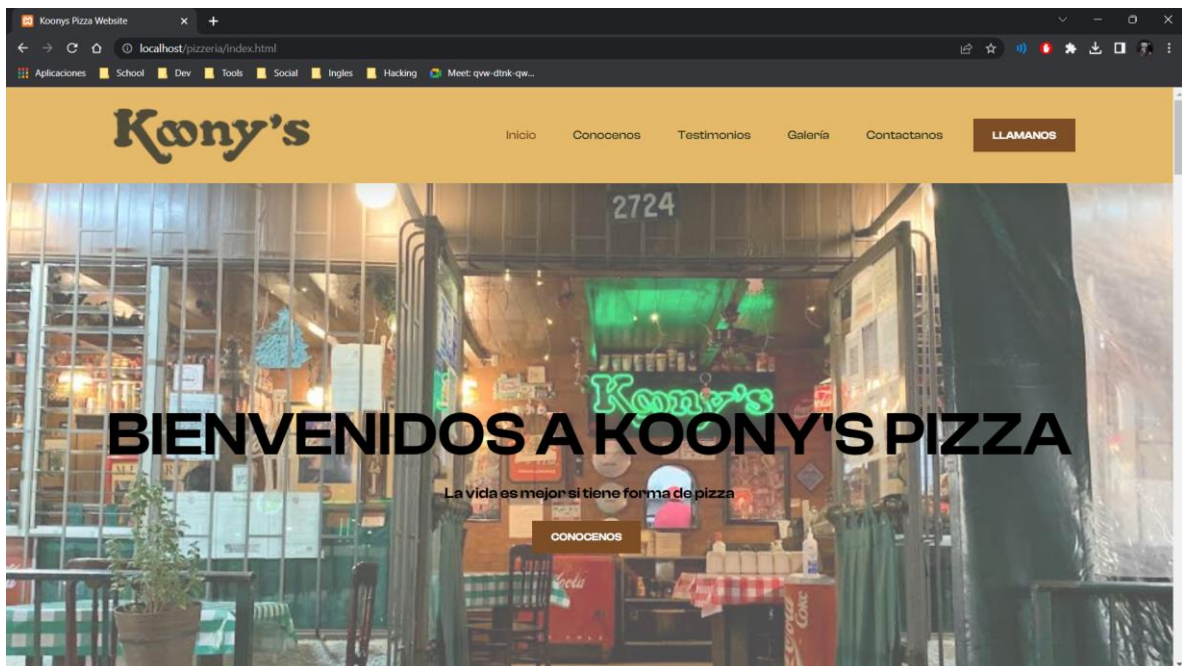 Koonys Pizza Website
localhost/pizzeria/index.html
Aplicaciones School Dev Tools Social Ingles Hacking Meet: qvw-dtnk-qw...
Koony's
Inicio Conocenos Testimonios Galería Contactanos LLAMANOS
2724
Koony's
BIENVENIDOS A KOONY'S PIZZA
La vida es mejor si tiene forma de pizza
CONOCENOS
Coke